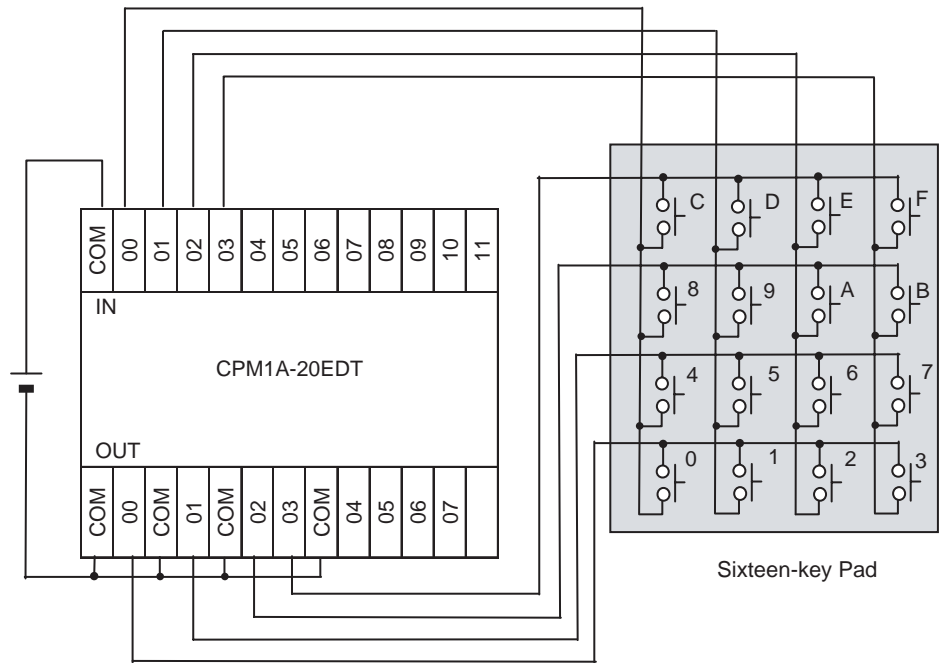 C D E F
COM 00 01 02 03 04 05 06 07 08 09 10 11
8 9 A B
IN
CPM1A-20EDT
4 5 6 7
OUT
0 1 2 3
COM 00 COM 01 COM 02 03 COM 04 05 06 07
Sixteen-key Pad